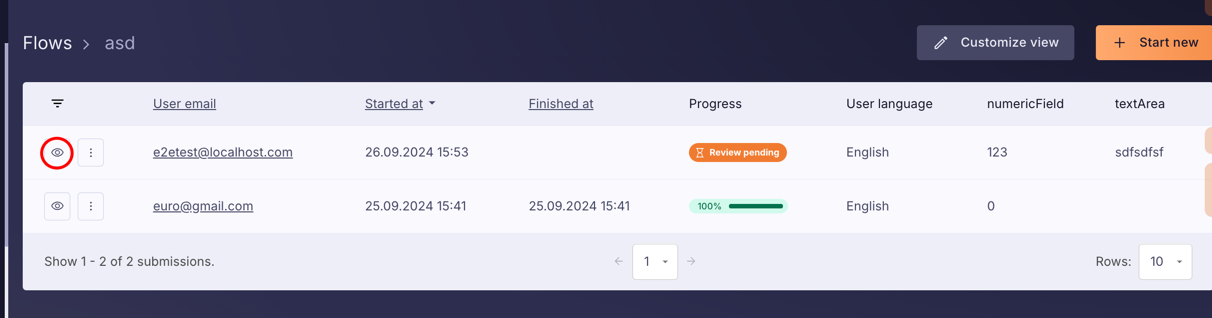 Flows > asd
Customize view
+ Start new
User email Started at Finished at Progress User language numericField textArea
e2etest@localhost.com 26.09.2024 15:53 Review pending English 123 sdfsdfsf
euro@gmail.com 25.09.2024 15:41 25.09.2024 15:41 100% English 0
Show 1 - 2 of 2 submissions. ← 1 → Rows: 10